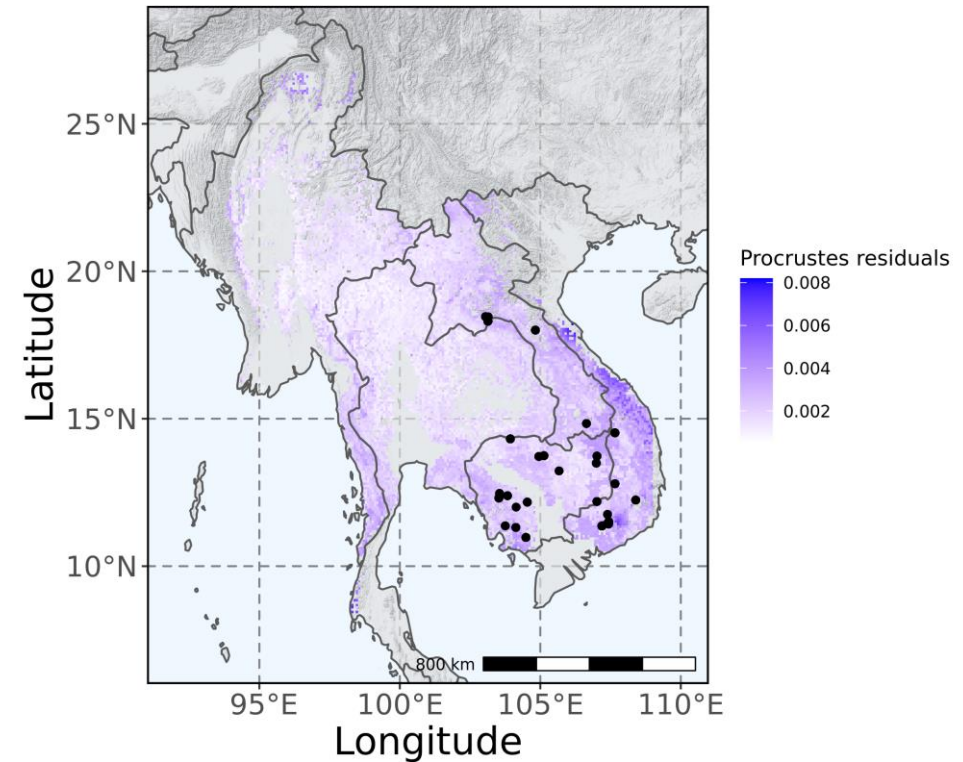 Latitude
25°N
20°N
15°N
10°N
800 km
95°E 100°E 105°E 110°E
Longitude
Procrustes residuals
0.008
0.006
0.004
0.002